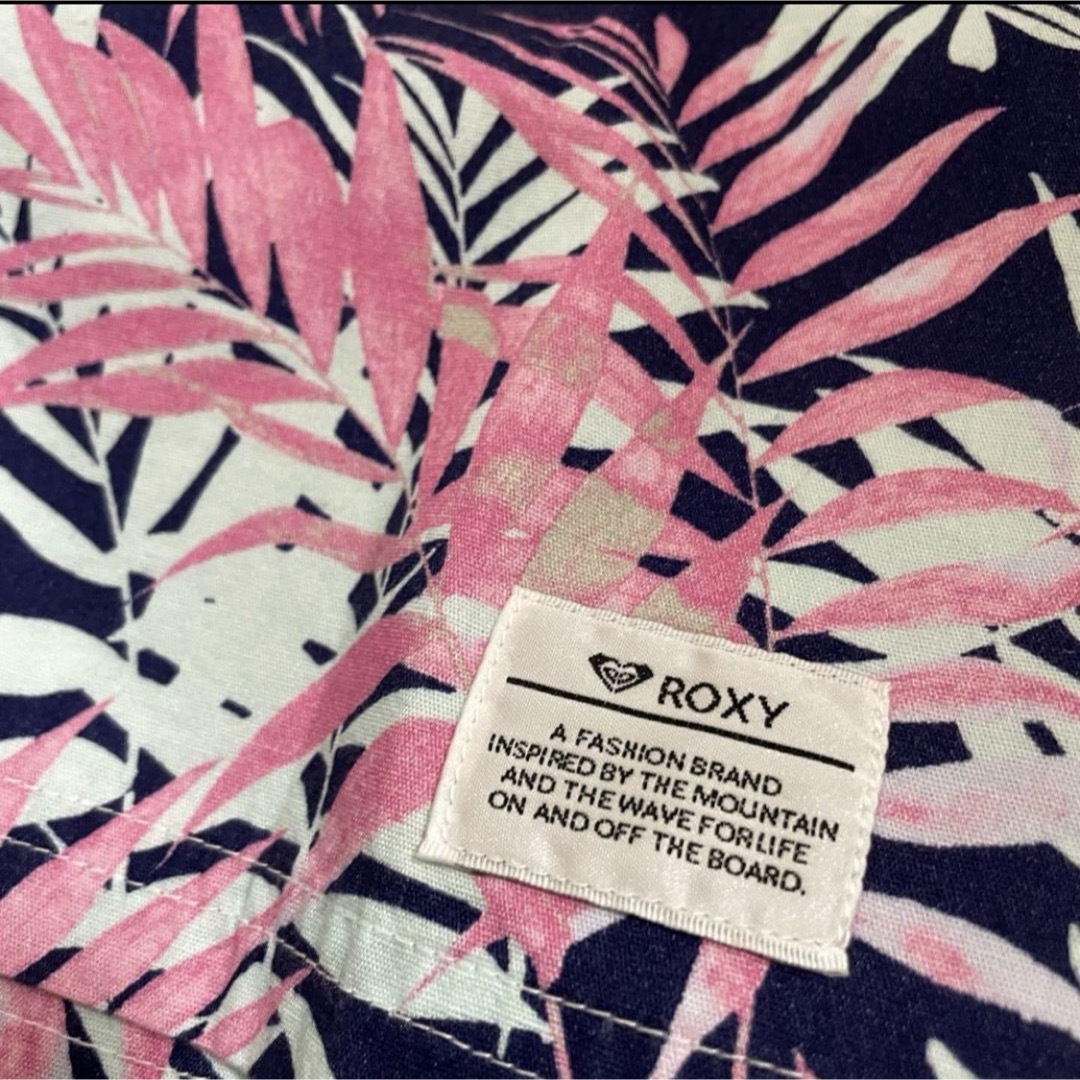 ROXY
A FASHION BRAND
INSPIRED BY THE MOUNTAIN
AND THE WAVE FOR LIFE
ON AND OFF THE BOARD.